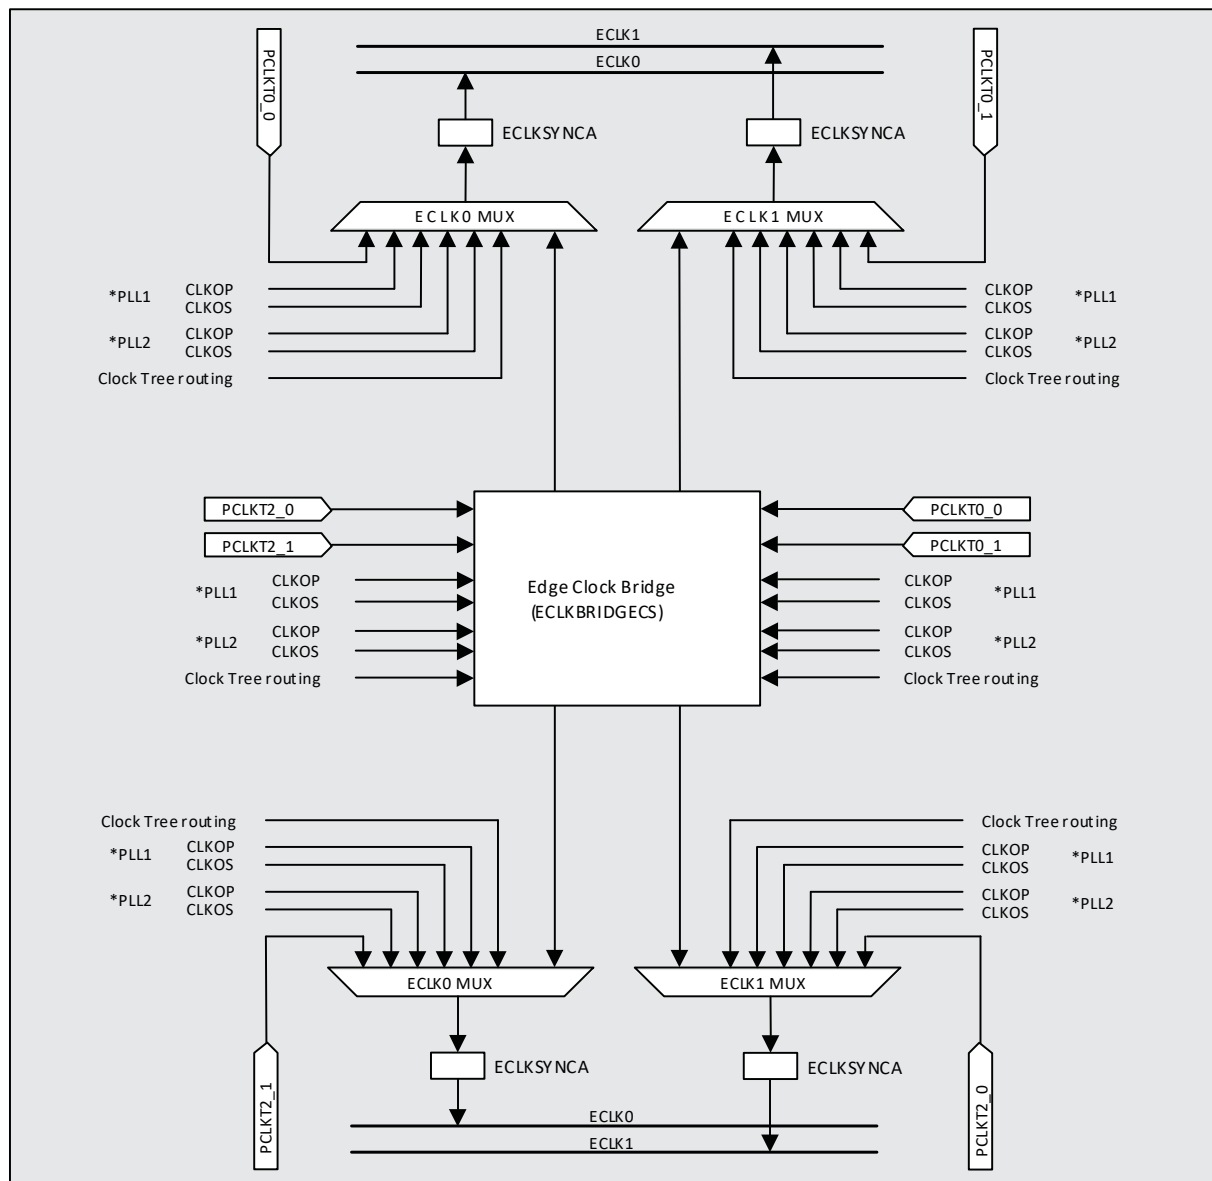 ECLK1
ECLK0
PCLKT0_0
PCLKT0_1
ECLKSYNCA
ECLKSYNCA
ECLK0 MUX
ECLK1 MUX
*PLL1
CLKOP
CLKOS
*PLL2
CLKOP
CLKOS
Clock Tree routing
CLKOP
CLKOS
*PLL1
CLKOP
CLKOS
*PLL2
Clock Tree routing
PCLKT2_0
PCLKT2_1
*PLL1
CLKOP
CLKOS
*PLL2
CLKOP
CLKOS
Clock Tree routing
Edge Clock Bridge
(ECLKBRIDGECS)
PCLKT0_0
PCLKT0_1
CLKOP
CLKOS
*PLL1
CLKOP
CLKOS
*PLL2
Clock Tree routing
Clock Tree routing
*PLL1
CLKOP
CLKOS
*PLL2
CLKOP
CLKOS
Clock Tree routing
CLKOP
CLKOS
*PLL1
CLKOP
CLKOS
*PLL2
ECLK0 MUX
ECLK1 MUX
ECLKSYNCA
ECLKSYNCA
PCLKT2_1
PCLKT2_0
ECLK0
ECLK1